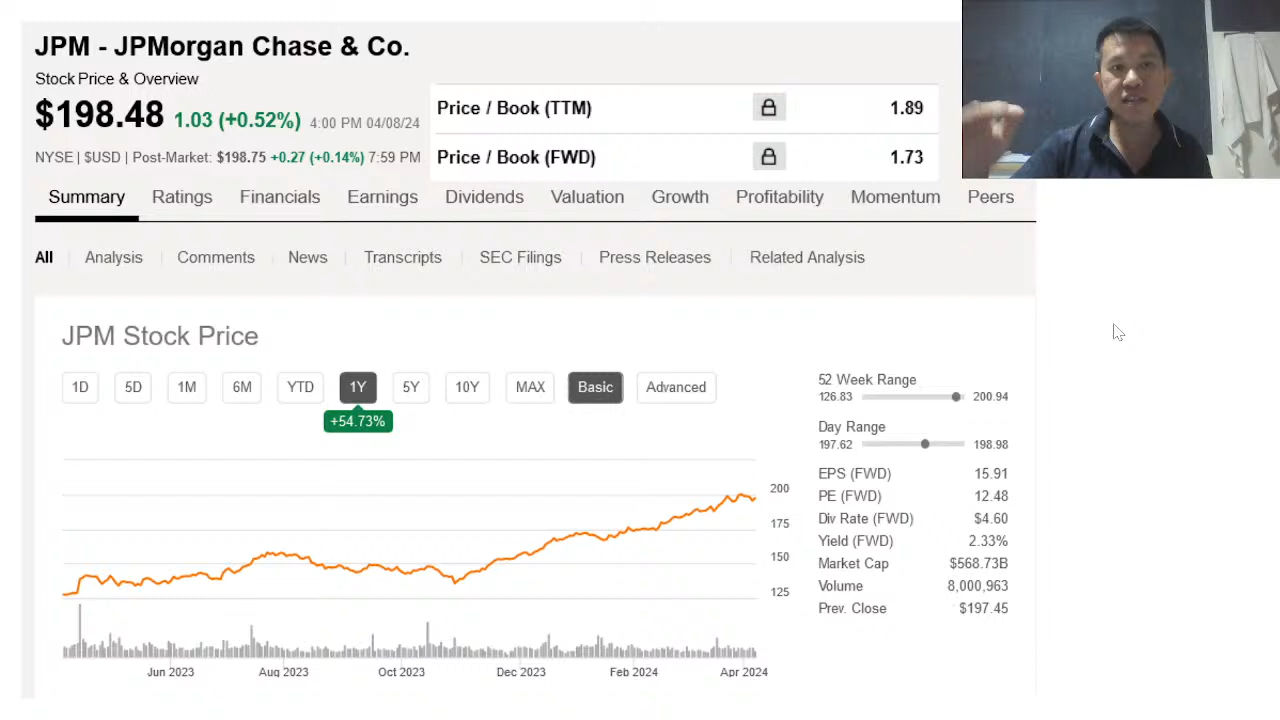 JPM - JPMorgan Chase & Co.
Stock Price & Overview
$198.48 1.03 (+0.52%) 4:00 PM 04/08/24
NYSE | $USD | Post-Market: $198.75 +0.27 (+0.14%) 7:59 PM
Price / Book (TTM) 1.89
Price / Book (FWD) 1.73
Summary Ratings Financials Earnings Dividends Valuation Growth Profitability Momentum Peers
All Analysis Comments News Transcripts SEC Filings Press Releases Related Analysis
JPM Stock Price
1D 5D 1M 6M YTD 1Y 5Y 10Y MAX Basic Advanced
+54.73%
200
175
150
125
Jun 2023 Aug 2023 Oct 2023 Dec 2023 Feb 2024 Apr 2024
52 Week Range
126.83 200.94
Day Range
197.62 198.98
EPS (FWD) 15.91
PE (FWD) 12.48
Div Rate (FWD) $4.60
Yield (FWD) 2.33%
Market Cap $568.73B
Volume 8,000,963
Prev. Close $197.45